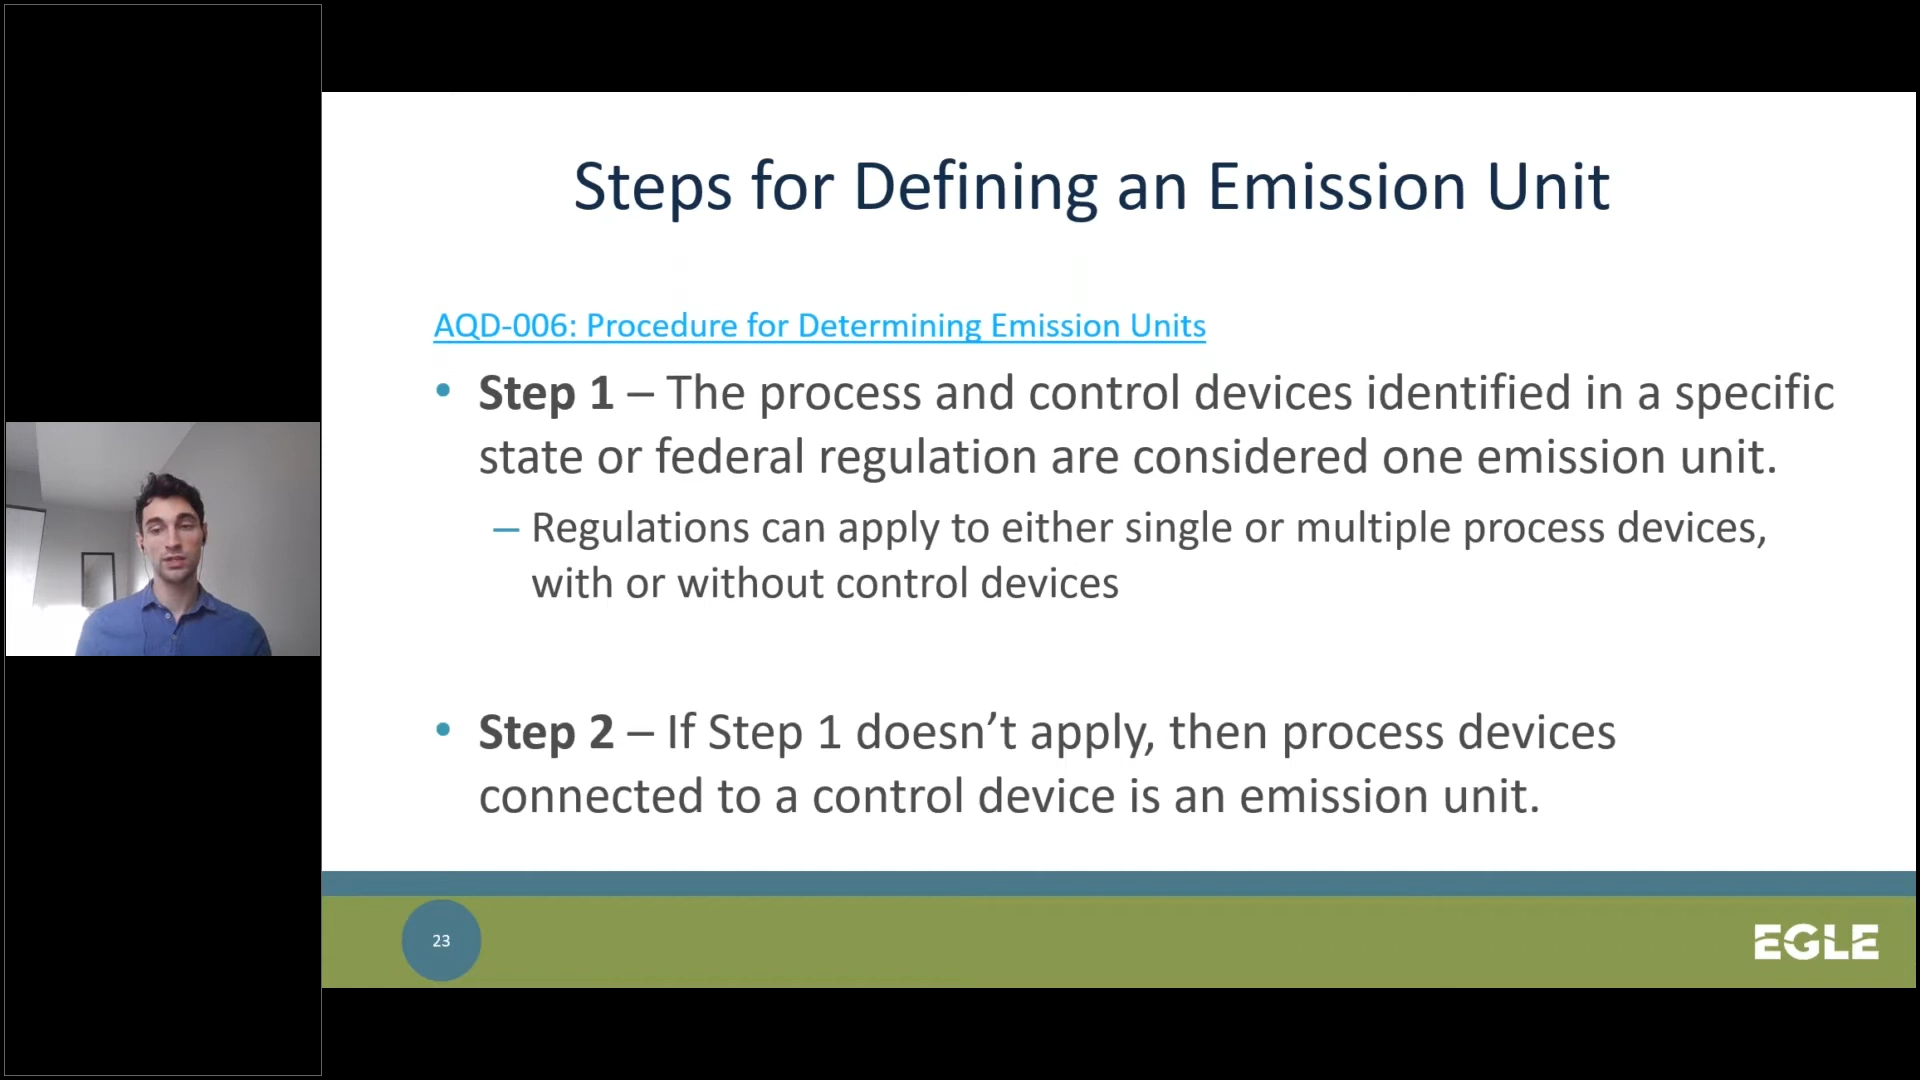 Steps for Defining an Emission Unit
AQD-006: Procedure for Determining Emission Units
• Step 1 – The process and control devices identified in a specific
state or federal regulation are considered one emission unit.
– Regulations can apply to either single or multiple process devices,
with or without control devices
• Step 2 – If Step 1 doesn’t apply, then process devices
connected to a control device is an emission unit.
23
EGLE